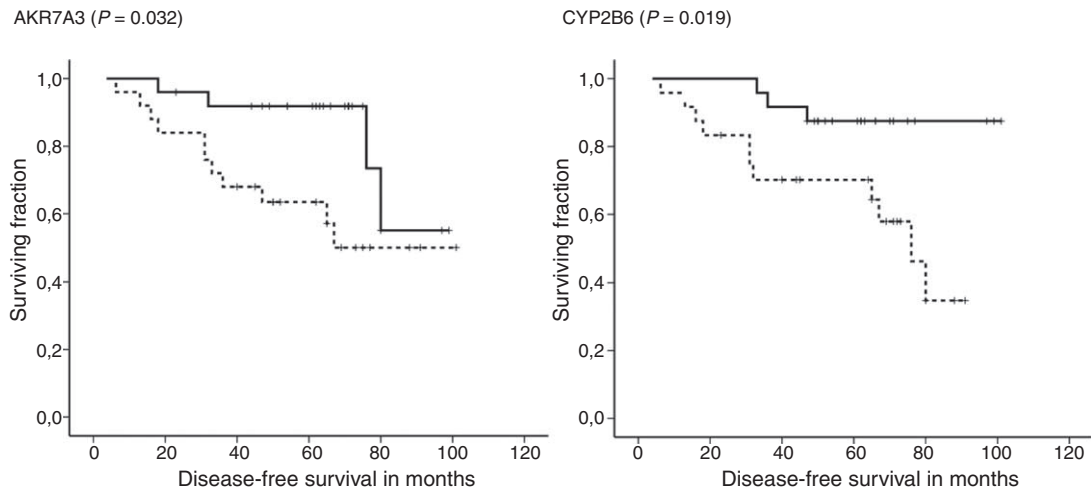 AKR7A3 (P = 0.032)
Surviving fraction
1,0
0,8
0,6
0,4
0,2
0,0
0 20 40 60 80 100 120
Disease-free survival in months
CYP2B6 (P = 0.019)
Surviving fraction
1,0
0,8
0,6
0,4
0,2
0,0
0 20 40 60 80 100 120
Disease-free survival in months